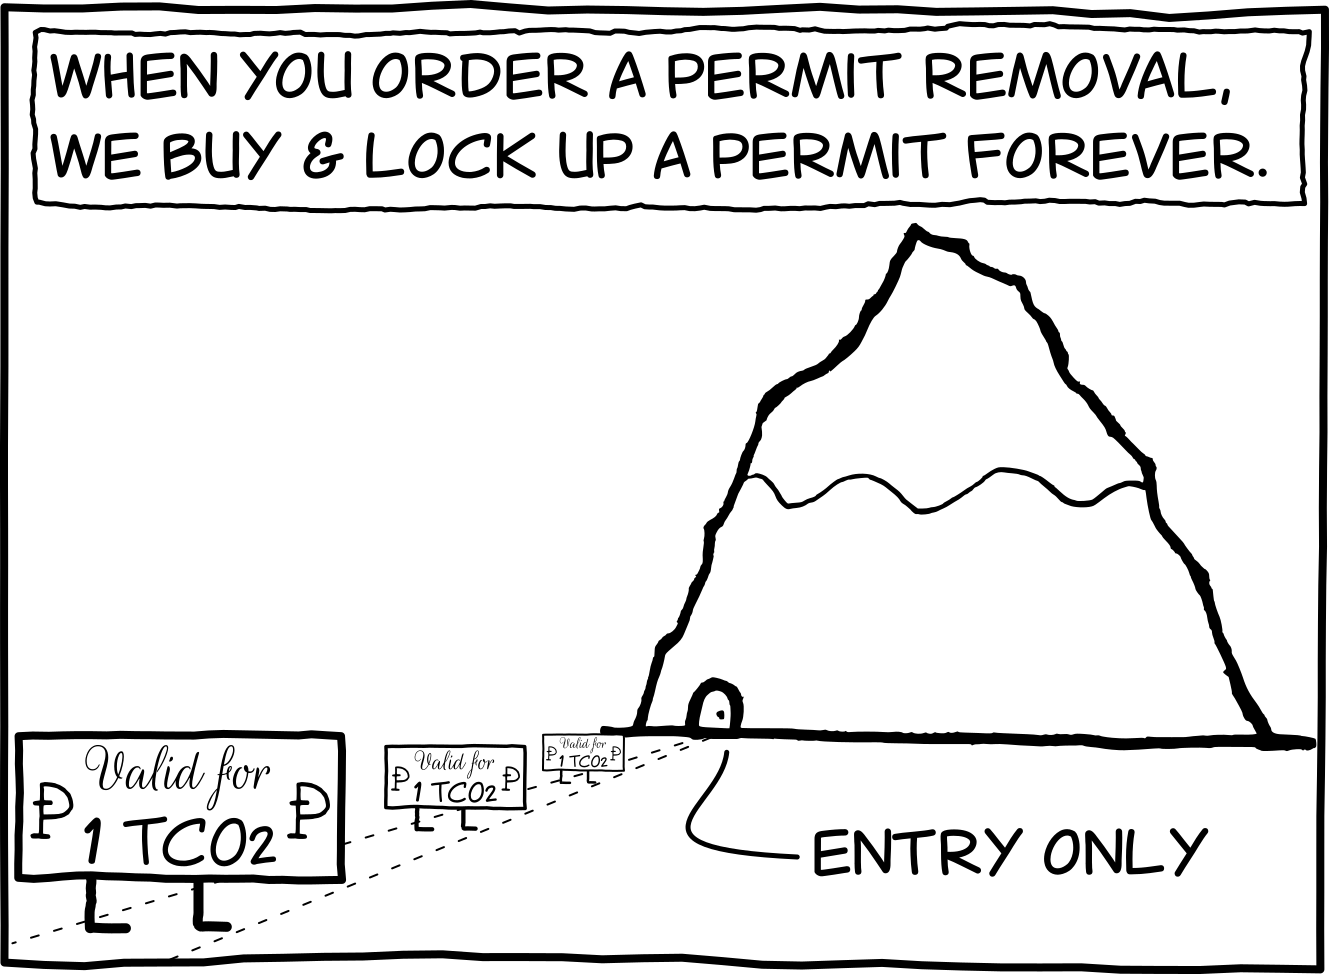 WHEN YOU ORDER A PERMIT REMOVAL,
WE BUY & LOCK UP A PERMIT FOREVER.
Valid for
₱ 1 TCO2 ₱
Valid for
₱ 1 TCO2 ₱
Valid for
₱ 1 TCO2 ₱
ENTRY ONLY